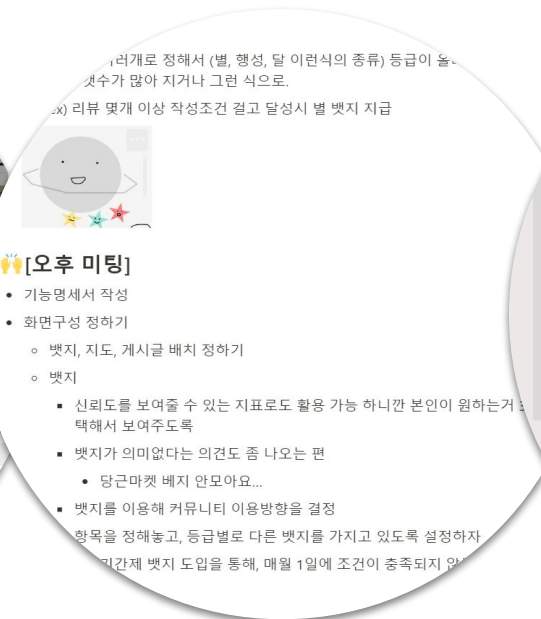 여러개로 정해서 (별, 행성, 달 이런식의 종류) 등급이
갯수가 많아 지거나 그런 식으로.
ex) 리뷰 몇개 이상 작성조건 걸고 달성시 별 뱃지 지급
🙌[오후 미팅]
• 기능명세서 작성
• 화면구성 정하기
◦ 뱃지, 지도, 게시글 배치 정하기
◦ 뱃지
▪ 신뢰도를 보여줄 수 있는 지표로도 활용 가능 하니깐 본인이 원하는거
택해서 보여주도록
▪ 뱃지가 의미없다는 의견도 좀 나오는 편
• 당근마켓 베지 안모아요...
▪ 뱃지를 이용해 커뮤니티 이용방향을 결정
항목을 정해놓고, 등급별로 다른 뱃지를 가지고 있도록 설정하자
기간제 뱃지 도입을 통해, 매월 1일에 조건이 충족되지